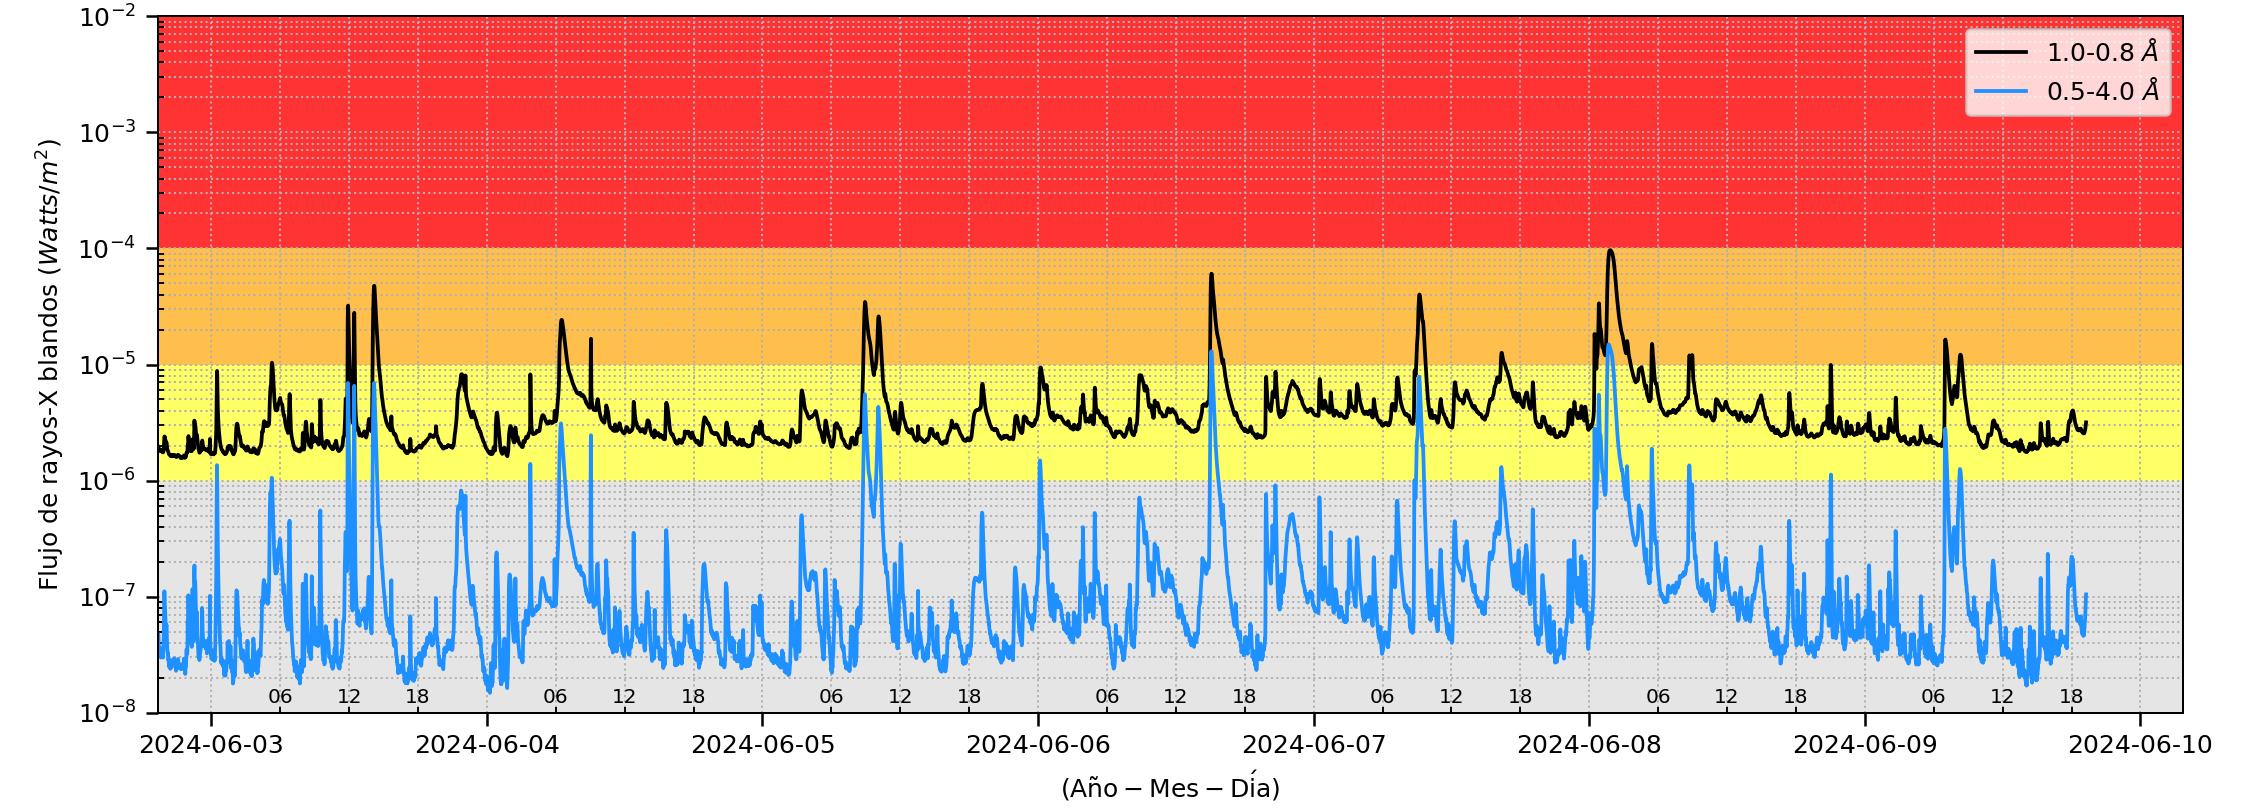 10⁻²
10⁻³
10⁻⁴
10⁻⁵
10⁻⁶
10⁻⁷
10⁻⁸
Flujo de rayos-X blandos (Watts/m²)
1.0-0.8 Å
0.5-4.0 Å
06 12 18 06 12 18 06 12 18 06 12 18 06 12 18 06 12 18 06 12 18
2024-06-03 2024-06-04 2024-06-05 2024-06-06 2024-06-07 2024-06-08 2024-06-09 2024-06-10
(Año − Mes − Día)